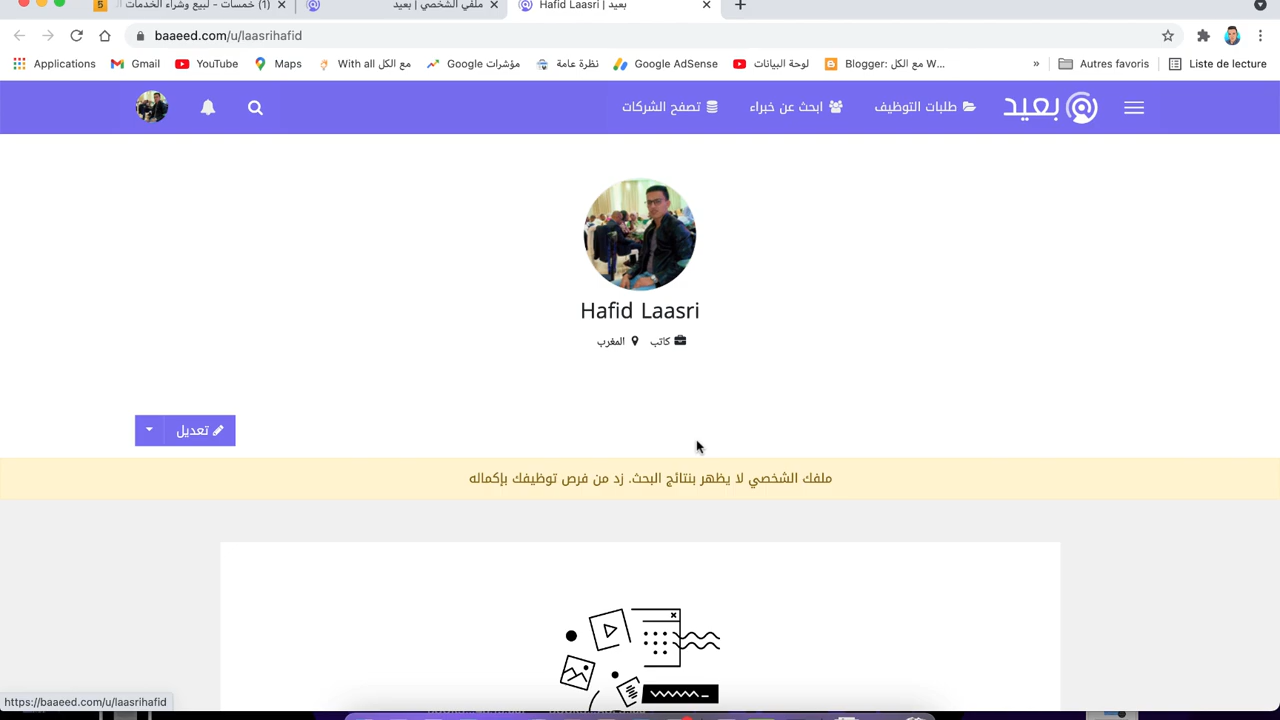 خمسات - لبيع وشراء الخدمات (1)
ملفي الشخصي | بعيد
Hafid Laasri | بعيد
baaeed.com/u/laasrihafid
Applications
Gmail
YouTube
Maps
With all مع الكل
Google مؤشرات
نظرة عامة
Google AdSense
لوحة البيانات
Blogger: مع الكل W...
»
Autres favoris
Liste de lecture
بعيد
طلبات التوظيف
ابحث عن خبراء
تصفح الشركات
Hafid Laasri
كاتب
المغرب
تعديل
ملفك الشخصي لا يظهر بنتائج البحث. زد من فرص توظيفك بإكماله
https://baaeed.com/u/laasrihafid